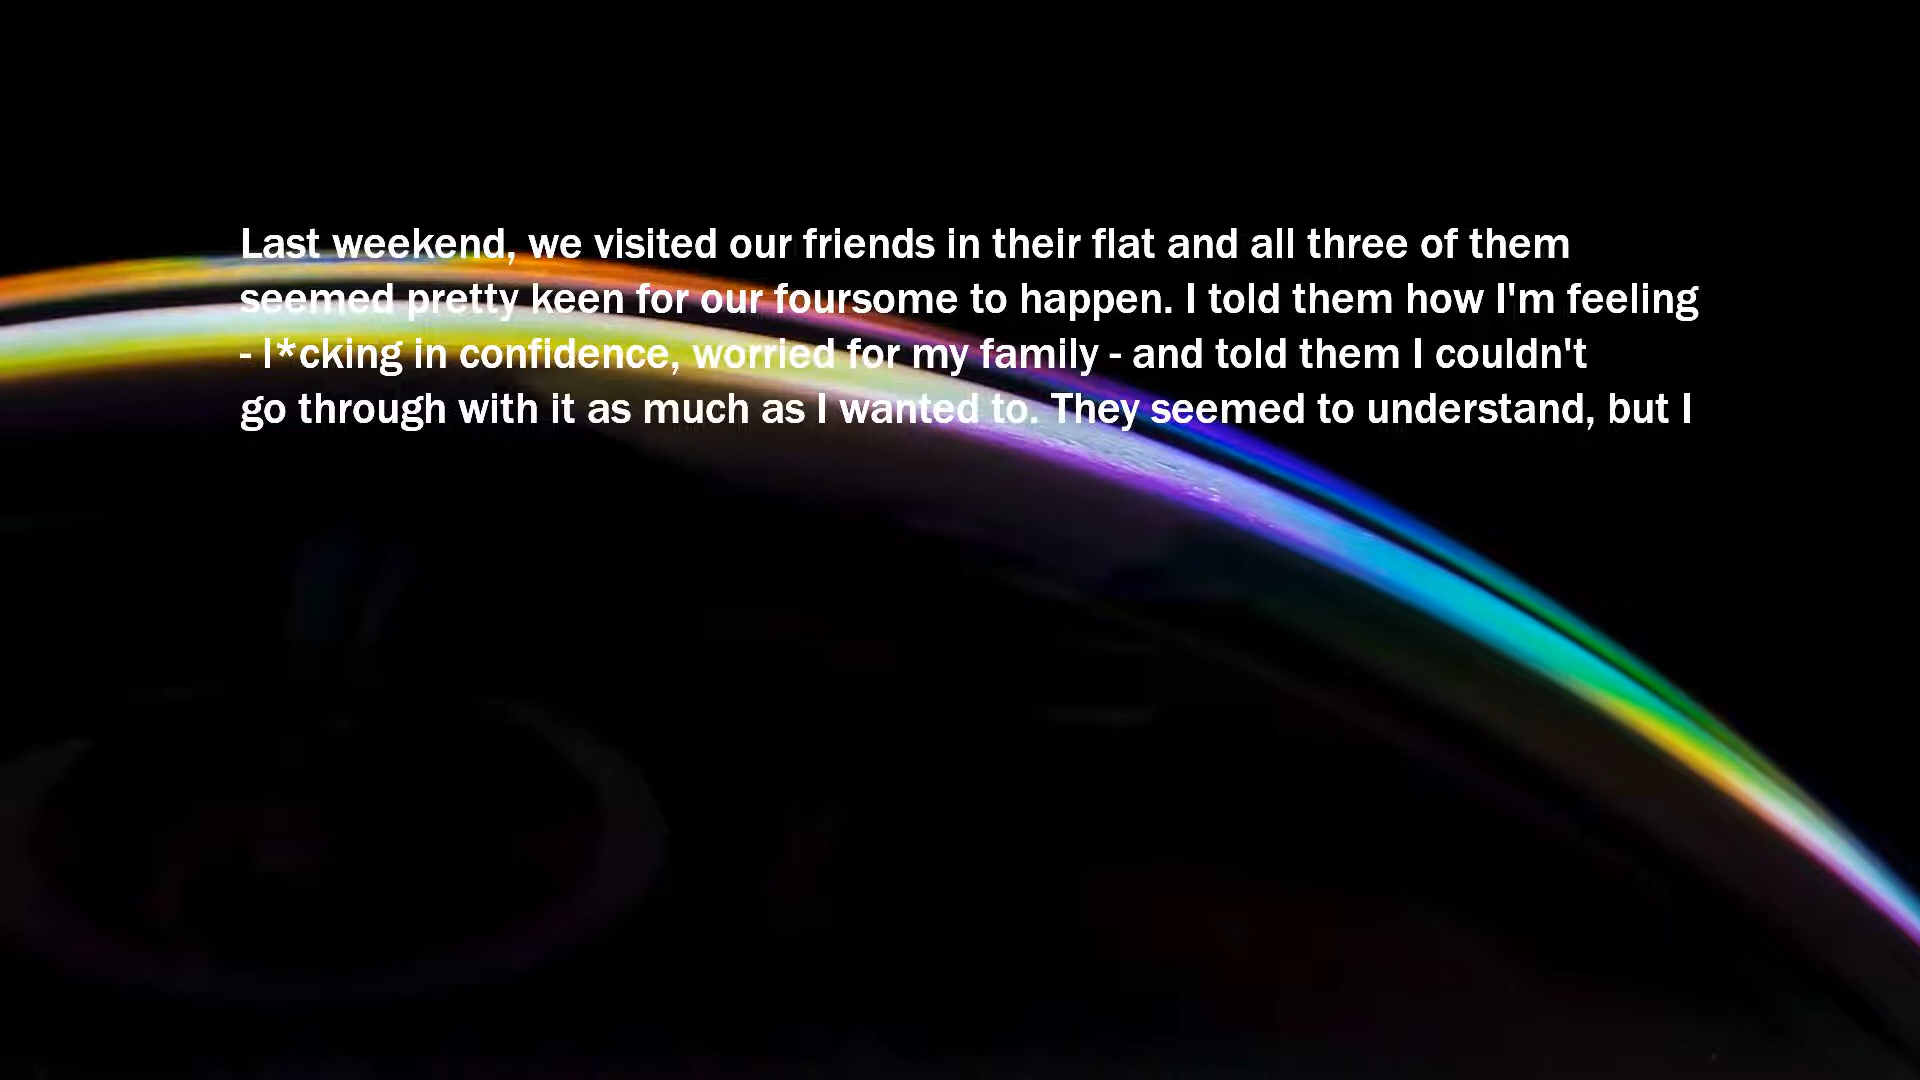 Last weekend, we visited our friends in their flat and all three of them
seemed pretty keen for our foursome to happen. I told them how I'm feeling
- l*cking in confidence, worried for my family - and told them I couldn't
go through with it as much as I wanted to. They seemed to understand, but I